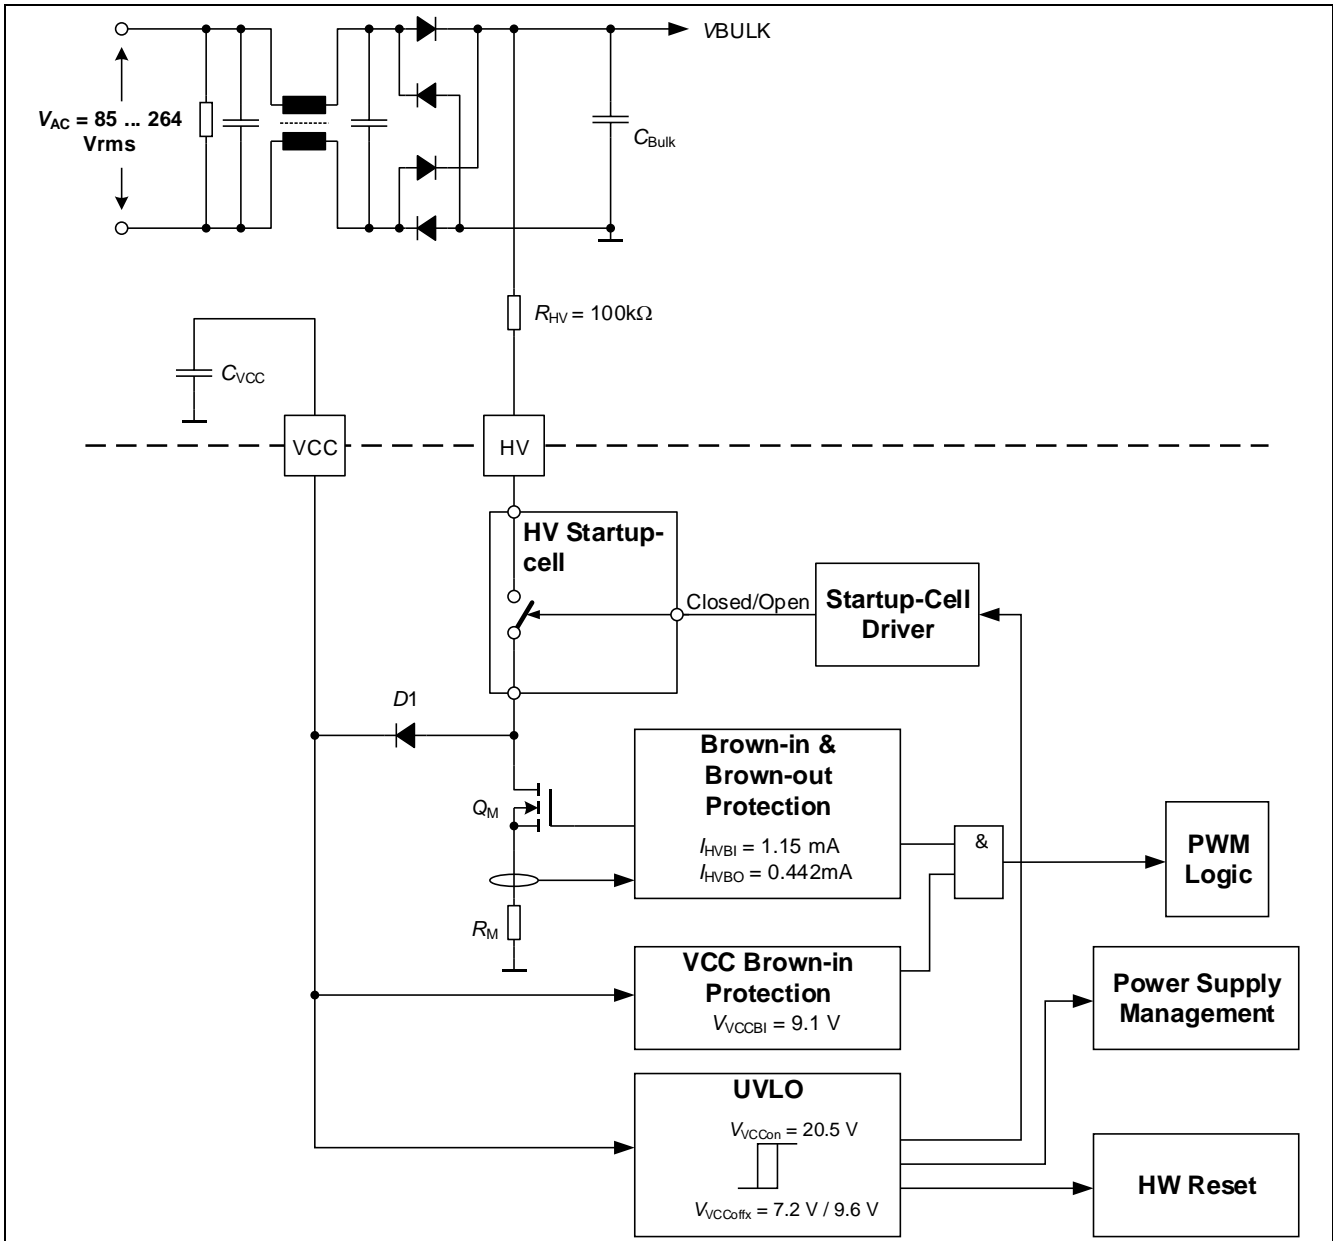 VBULK
VAC = 85 ... 264
Vrms
CBulk
RHV = 100kΩ
CVCC
VCC
HV
HV Startup-
cell
Closed/Open
Startup-Cell
Driver
D1
Brown-in &
Brown-out
Protection
IHVBI = 1.15 mA
IHVBO = 0.442mA
QM
&
PWM
Logic
RM
VCC Brown-in
Protection
VVCCBI = 9.1 V
Power Supply
Management
UVLO
VVCCon = 20.5 V
VVCCoffx = 7.2 V / 9.6 V
HW Reset